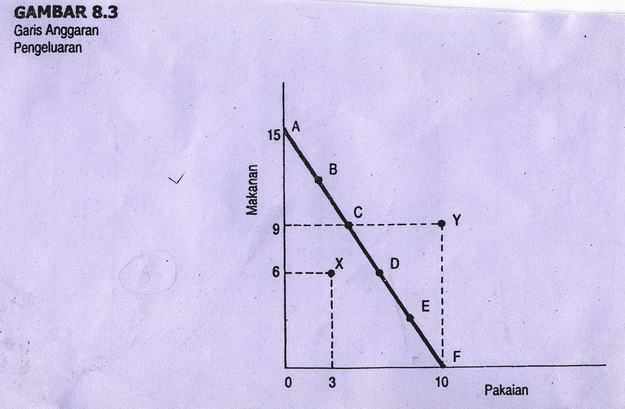 GAMBAR 8.3
Garis Anggaran
Pengeluaran
15
A
B
Makanan
C
9
Y
6
X
D
E
F
0
3
10
Pakaian